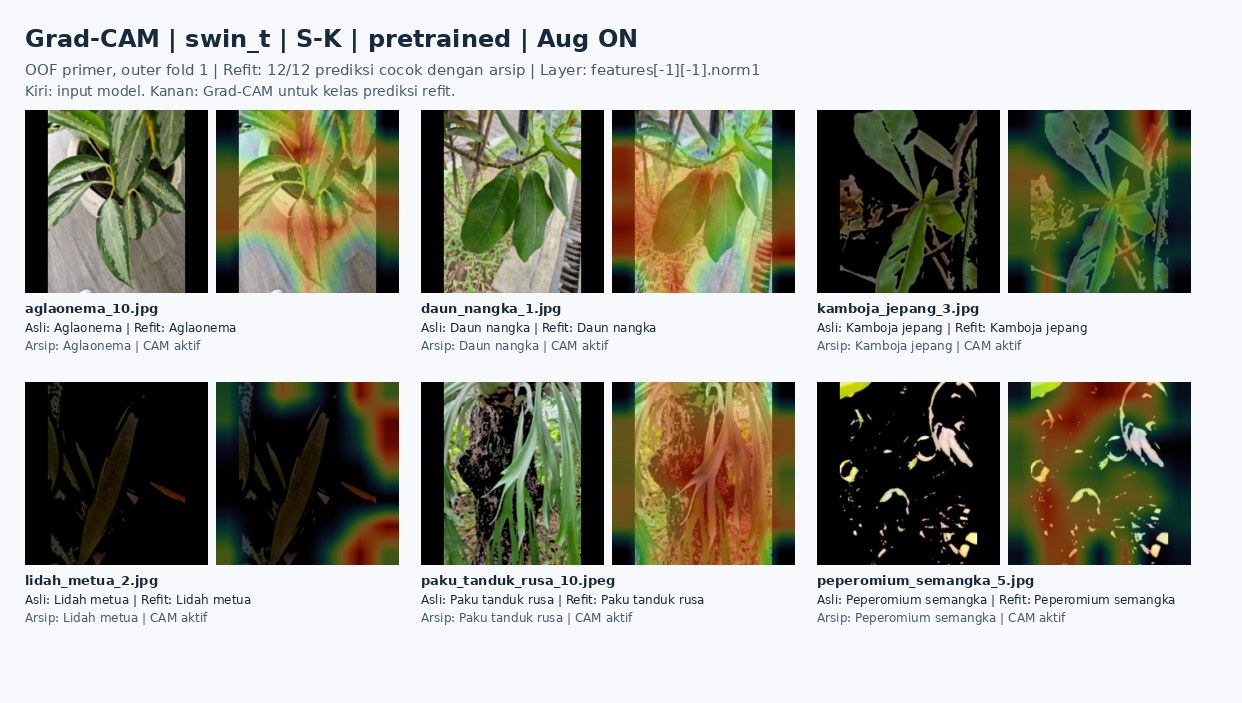 Grad-CAM | swin_t | S-K | pretrained | Aug ON
OOF primer, outer fold 1 | Refit: 12/12 prediksi cocok dengan arsip | Layer: features[-1][-1].norm1
Kiri: input model. Kanan: Grad-CAM untuk kelas prediksi refit.
aglaonema_10.jpg
Asli: Aglaonema | Refit: Aglaonema
Arsip: Aglaonema | CAM aktif
daun_nangka_1.jpg
Asli: Daun nangka | Refit: Daun nangka
Arsip: Daun nangka | CAM aktif
kamboja_jepang_3.jpg
Asli: Kamboja jepang | Refit: Kamboja jepang
Arsip: Kamboja jepang | CAM aktif
lidah_metua_2.jpg
Asli: Lidah metua | Refit: Lidah metua
Arsip: Lidah metua | CAM aktif
paku_tanduk_rusa_10.jpeg
Asli: Paku tanduk rusa | Refit: Paku tanduk rusa
Arsip: Paku tanduk rusa | CAM aktif
peperomium_semangka_5.jpg
Asli: Peperomium semangka | Refit: Peperomium semangka
Arsip: Peperomium semangka | CAM aktif